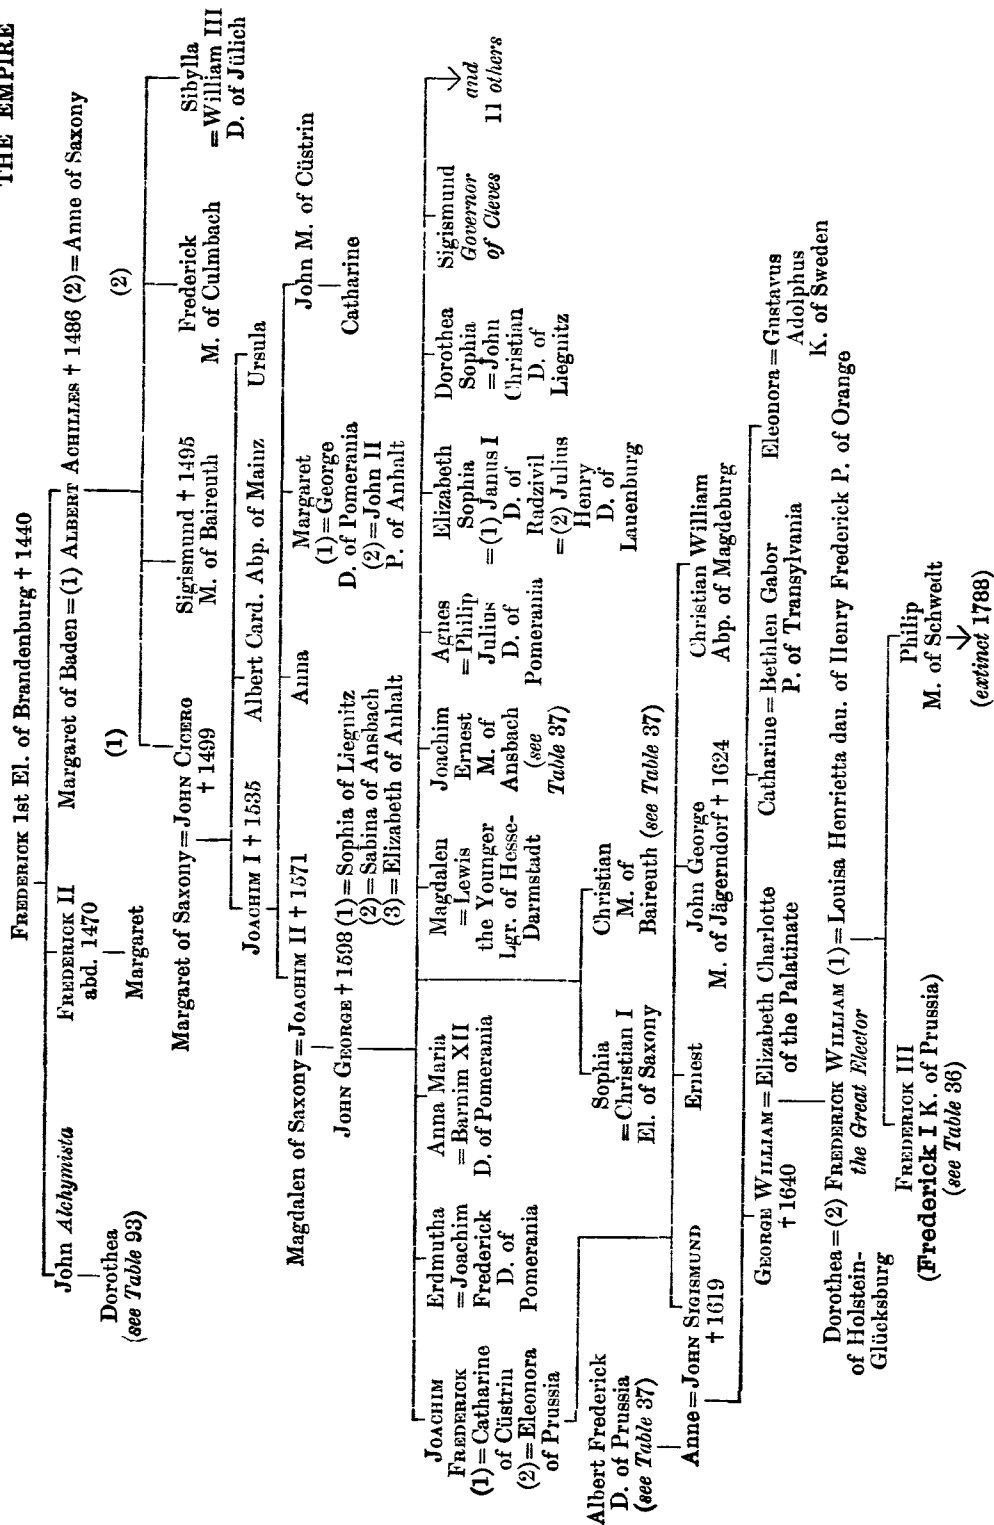 THE EMPIRE
FREDERICK 1st El. of Brandenburg † 1440
John Alchymista
Dorothea
(see Table 93)
FREDERICK II
abd. 1470
Margaret
Margaret of Baden = (1) ALBERT ACHILLES † 1486 (2) = Anne of Saxony
(1)
(2)
Margaret of Saxony = JOHN CICERO
† 1499
Sigismund † 1495
M. of Baireuth
Frederick
M. of Culmbach
Sibylla
= William III
D. of Jülich
JOACHIM I † 1535
Albert Card. Abp. of Mainz
Ursula
Magdalen of Saxony = JOACHIM II † 1571
Anna
Margaret
(1) = George
D. of Pomerania
(2) = John II
P. of Anhalt
John M. of Cüstrin
Catharine
JOHN GEORGE † 1598 (1) = Sophia of Liegnitz
(2) = Sabina of Ansbach
(3) = Elizabeth of Anhalt
JOACHIM
FREDERICK
(1) = Catharine
of Cüstrin
(2) = Eleonora
of Prussia
Erdmutha
= Joachim
Frederick
D. of
Pomerania
Anna Maria
= Barnim XII
D. of Pomerania
Magdalen
= Lewis
the Younger
Lgr. of Hesse-
Darmstadt
Joachim
Ernest
M. of
Ansbach
(see
Table 37)
Agnes
= Philip
Julius
D. of
Pomerania
Elizabeth
Sophia
= (1) Janus I
D. of
Radzivil
= (2) Julius
Henry
D. of
Lauenburg
Dorothea
Sophia
= John
Christian
D. of
Liegnitz
Sigismund
Governor
of Cleves
and
11 others
Sophia
= Christian I
El. of Saxony
Christian
M. of
Baireuth (see Table 37)
Albert Frederick
D. of Prussia
(see Table 37)
Anne = JOHN SIGISMUND
† 1619
Ernest
John George
M. of Jägerndorf † 1624
Christian William
Abp. of Magdeburg
GEORGE WILLIAM = Elizabeth Charlotte
† 1640
of the Palatinate
Catharine = Bethlen Gabor
P. of Transylvania
Eleonora = Gustavus
Adolphus
K. of Sweden
Dorothea = (2) FREDERICK WILLIAM (1) = Louisa Henrietta dau. of Henry Frederick P. of Orange
of Holstein-
Glücksburg
the Great Elector
FREDERICK III
(Frederick I K. of Prussia)
(see Table 36)
Philip
M. of Schwedt
(extinct 1788)